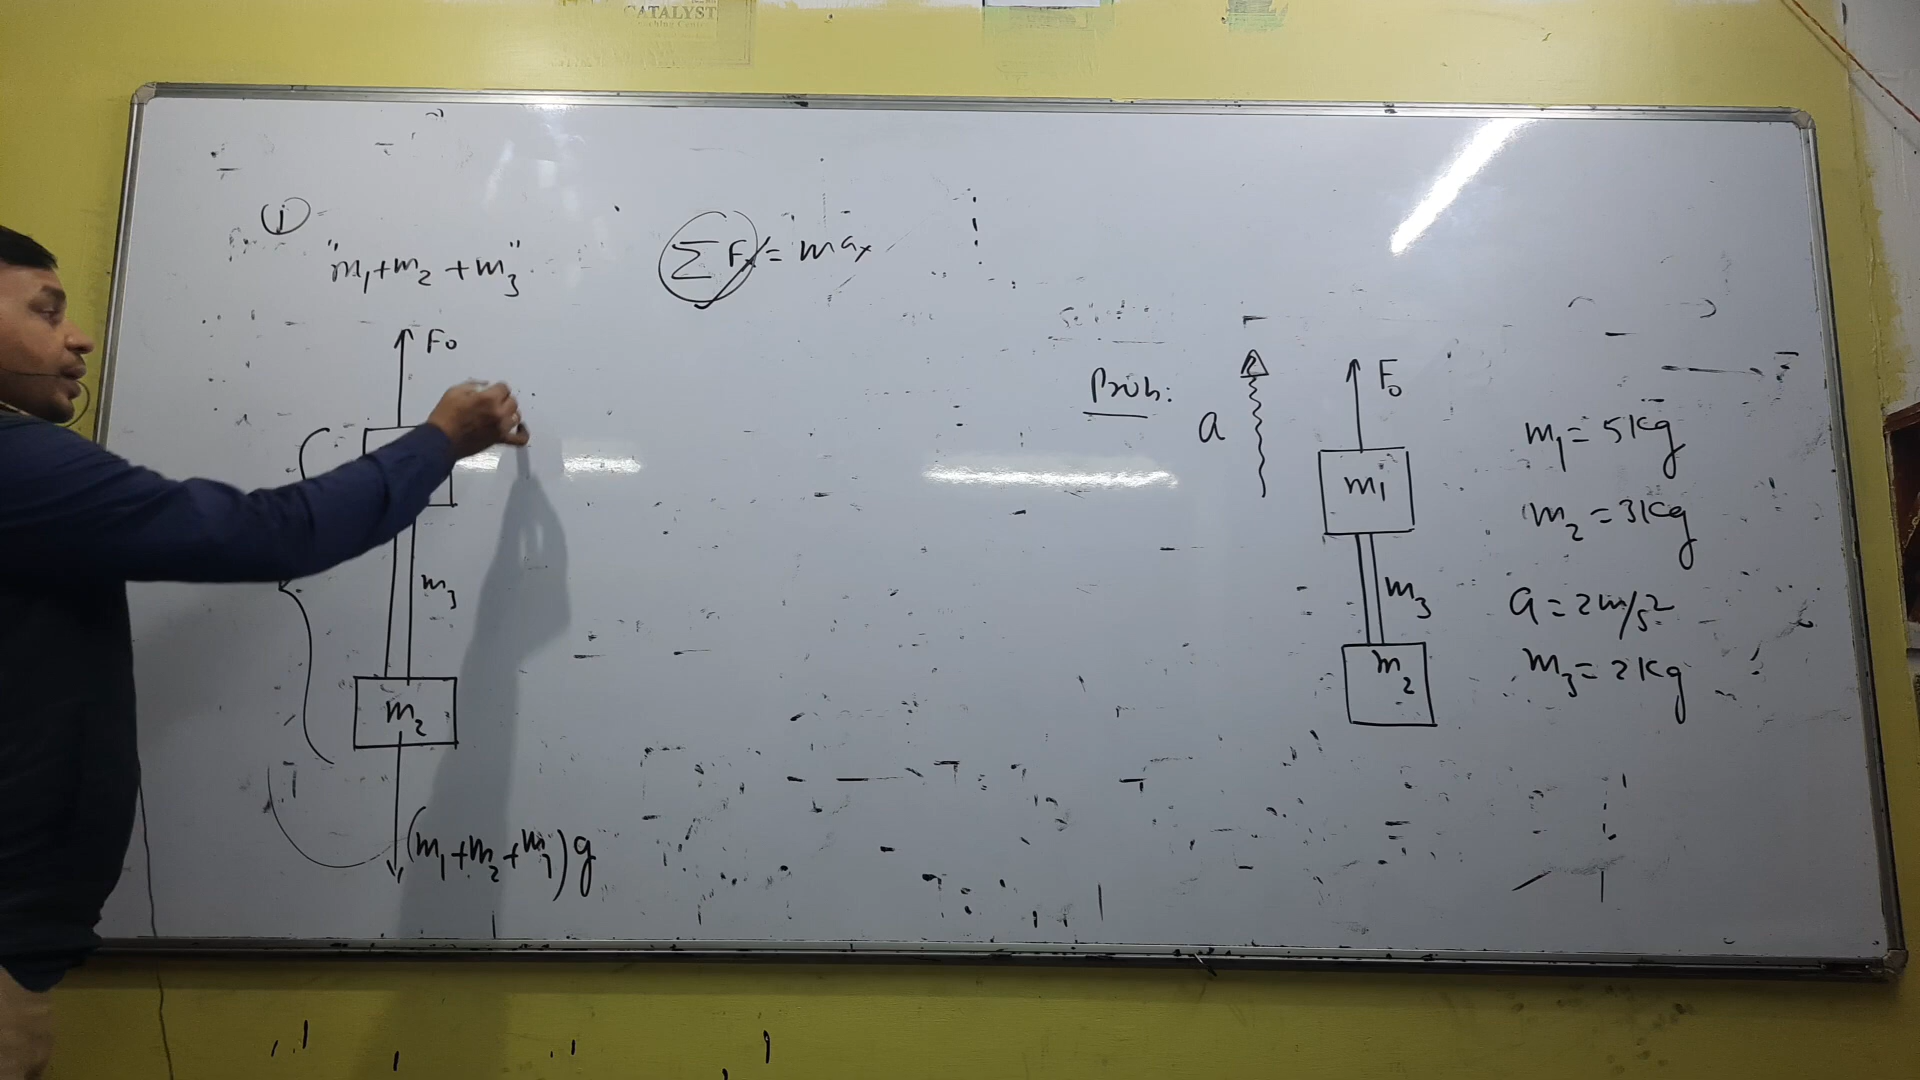 CATALYST
(i)
"m₁+m₂+m₃"
ΣFₓ = maₓ
F₀
m₃
m₂
(m₁+m₂+m₃)g
Prob:
a
F₀
m₁
m₃
m₂
m₁ = 5kg
m₂ = 3kg
a = 2m/s²
m₃ = 2kg